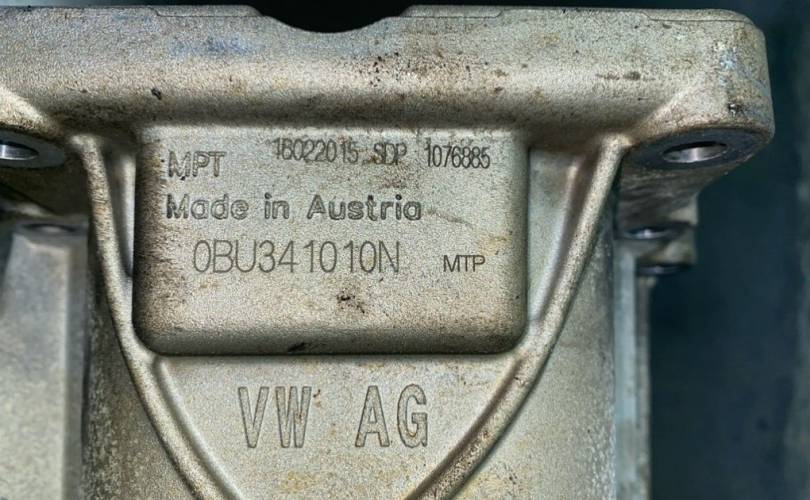 MPT 18022015 SDP 1076885
Made in Austria
0BU341010N MTP
VW AG